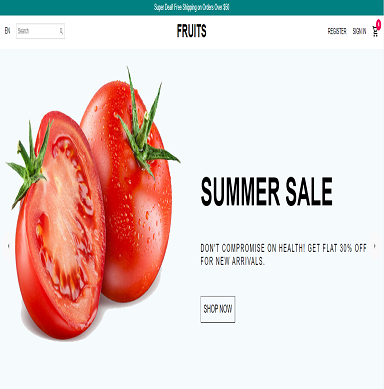 Super Deal! Free Shipping on Orders Over $50
EN
Search
FRUITS
REGISTER
SIGN IN
SUMMER SALE
DON'T COMPROMISE ON HEALTH! GET FLAT 30% OFF
FOR NEW ARRIVALS.
SHOP NOW